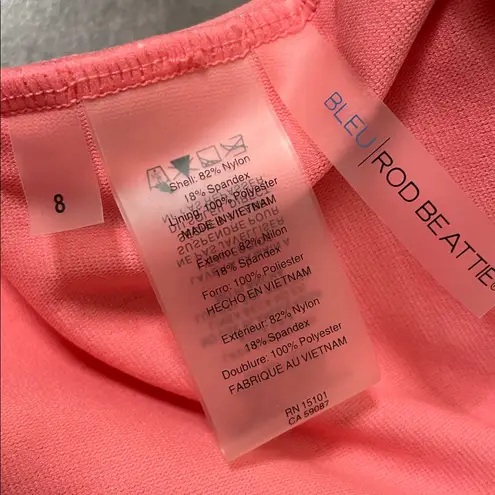 8
Shell: 82% Nylon
18% Spandex
Lining: 100% Polyester
MADE IN VIETNAM
Exterior: 82% Nilon
18% Spandex
Forro: 100% Poliester
HECHO EN VIETNAM
Extérieur: 82% Nylon
18% Spandex
Doublure: 100% Polyester
FABRIQUE AU VIETNAM
RN 15101
CA 59087
BLEU | ROD BEATTIE